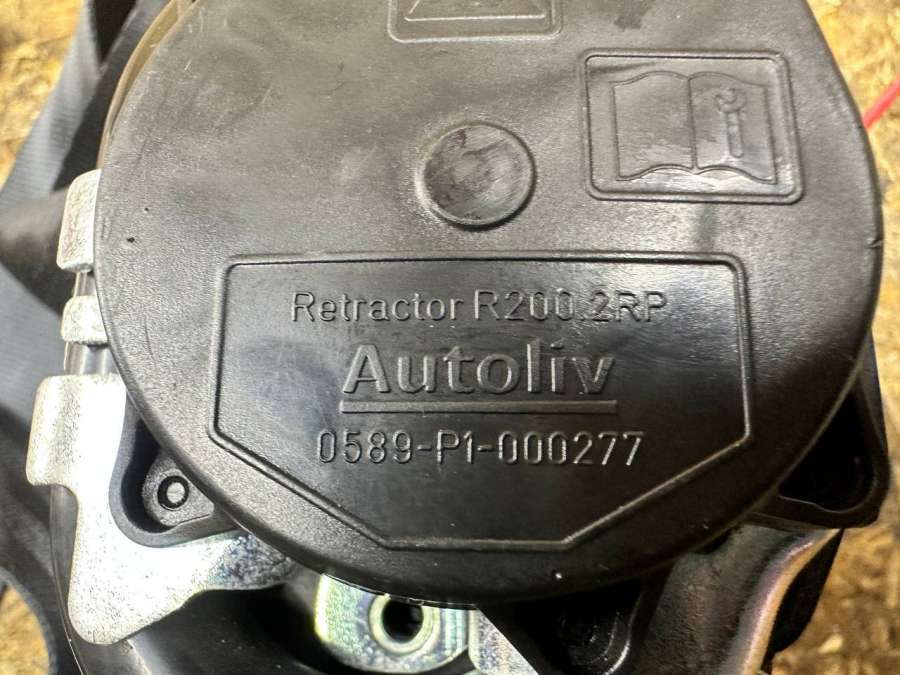 Retractor R200.2RP
Autoliv
0589-P1-000277